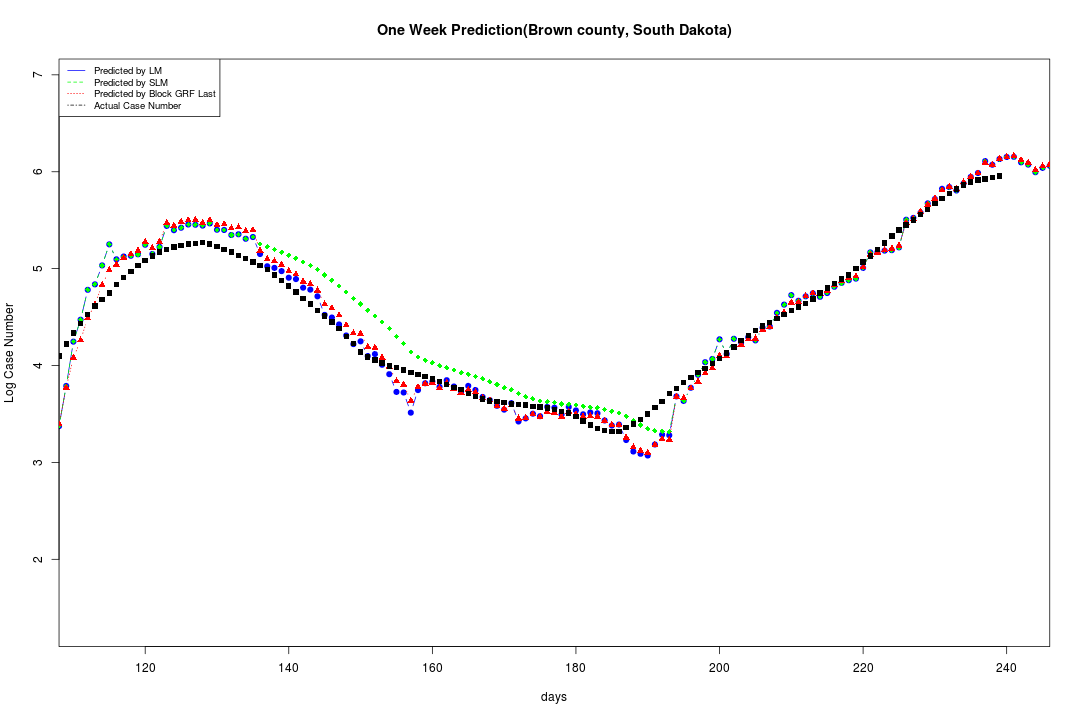 One Week Prediction(Brown county, South Dakota)
Predicted by LM
Predicted by SLM
Predicted by Block GRF Last
Actual Case Number
Log Case Number
7
6
5
4
3
2
120 140 160 180 200 220 240
days